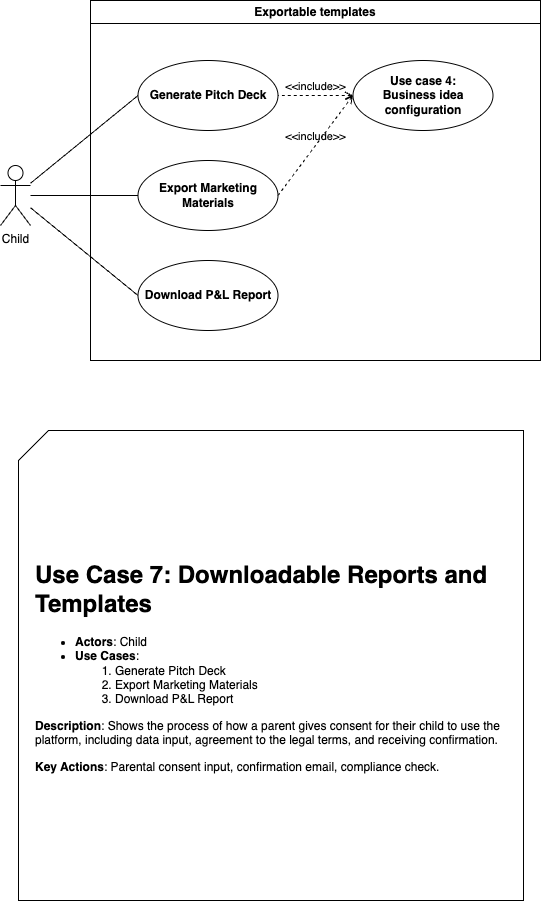 Exportable templates
Generate Pitch Deck
<<include>>
Use case 4:
Business idea
configuration
<<include>>
Export Marketing
Materials
Child
Download P&L Report
Use Case 7: Downloadable Reports and
Templates
• Actors: Child
• Use Cases:
1. Generate Pitch Deck
2. Export Marketing Materials
3. Download P&L Report
Description: Shows the process of how a parent gives consent for their child to use the
platform, including data input, agreement to the legal terms, and receiving confirmation.
Key Actions: Parental consent input, confirmation email, compliance check.